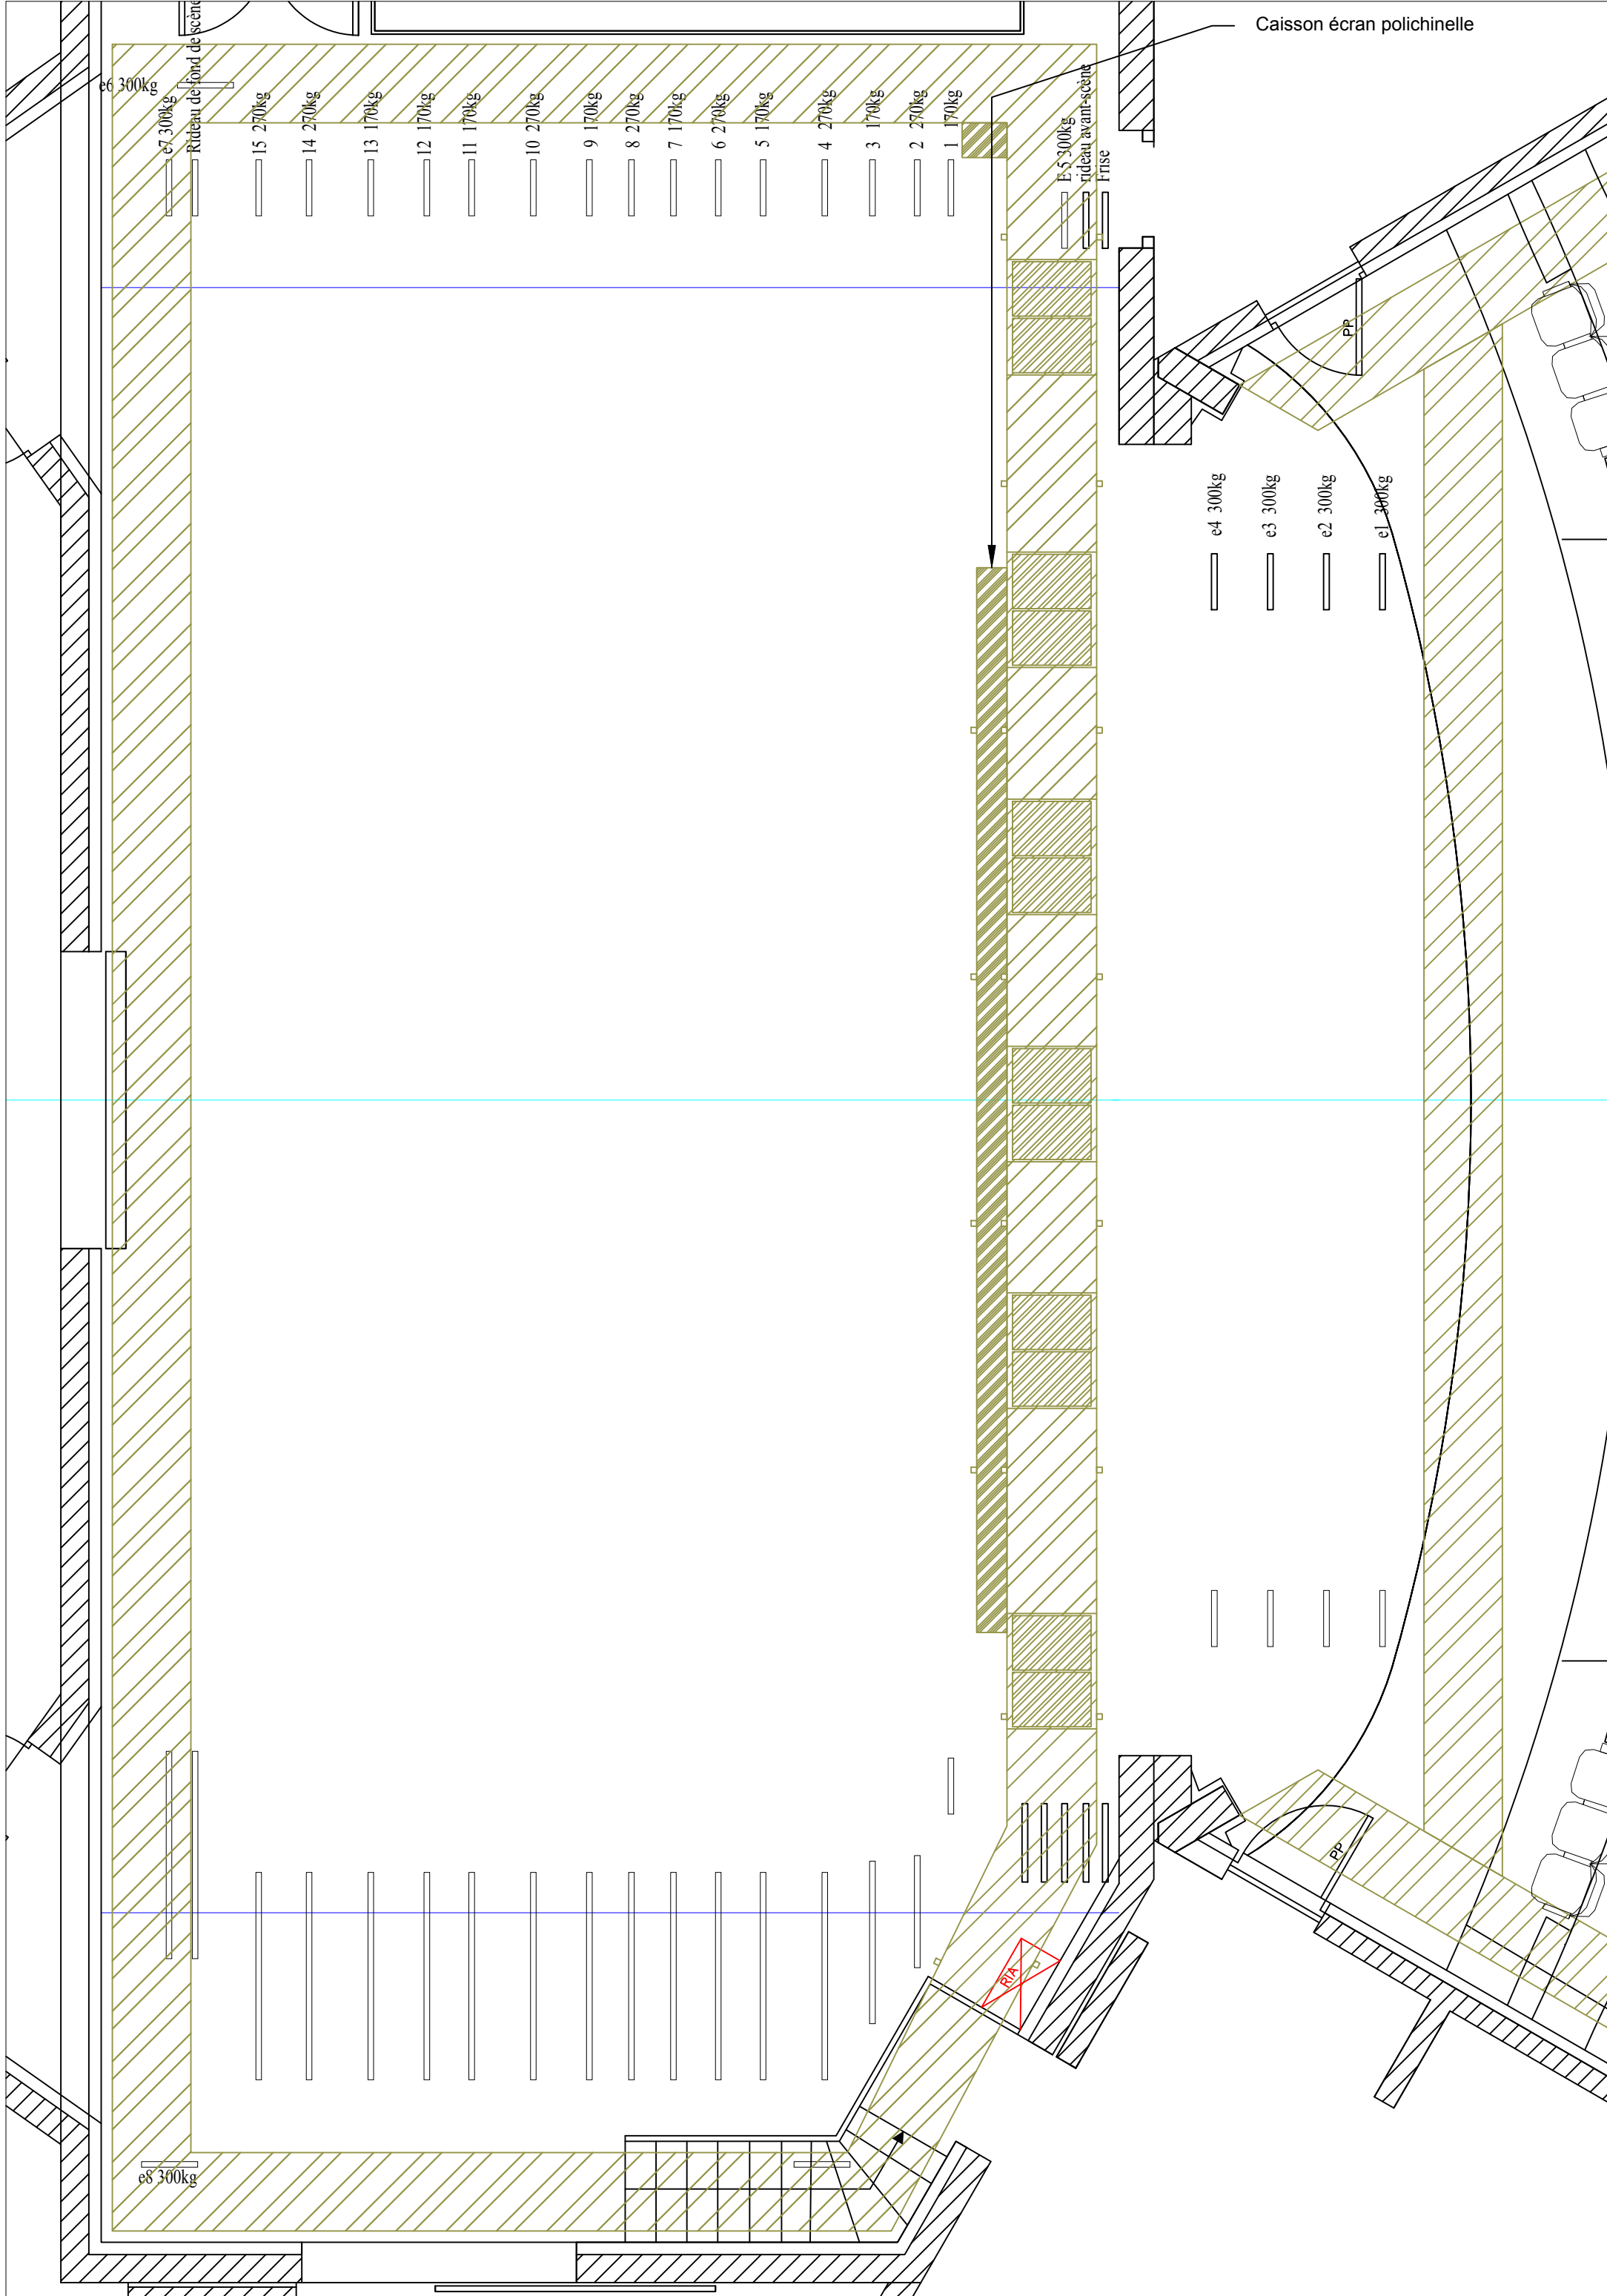 Caisson écran polichinelle
e6 300kg
e7 300kg
Rideau de fond de scène
15 270kg
14 270kg
13 170kg
12 170kg
11 170kg
10 270kg
9 170kg
8 270kg
7 170kg
6 270kg
5 170kg
4 270kg
3 170kg
2 270kg
1 170kg
E 5 300kg
rideau avant-scène
Frise
PP
e4 300kg
e3 300kg
e2 300kg
e1 300kg
PP
RIA
e8 300kg